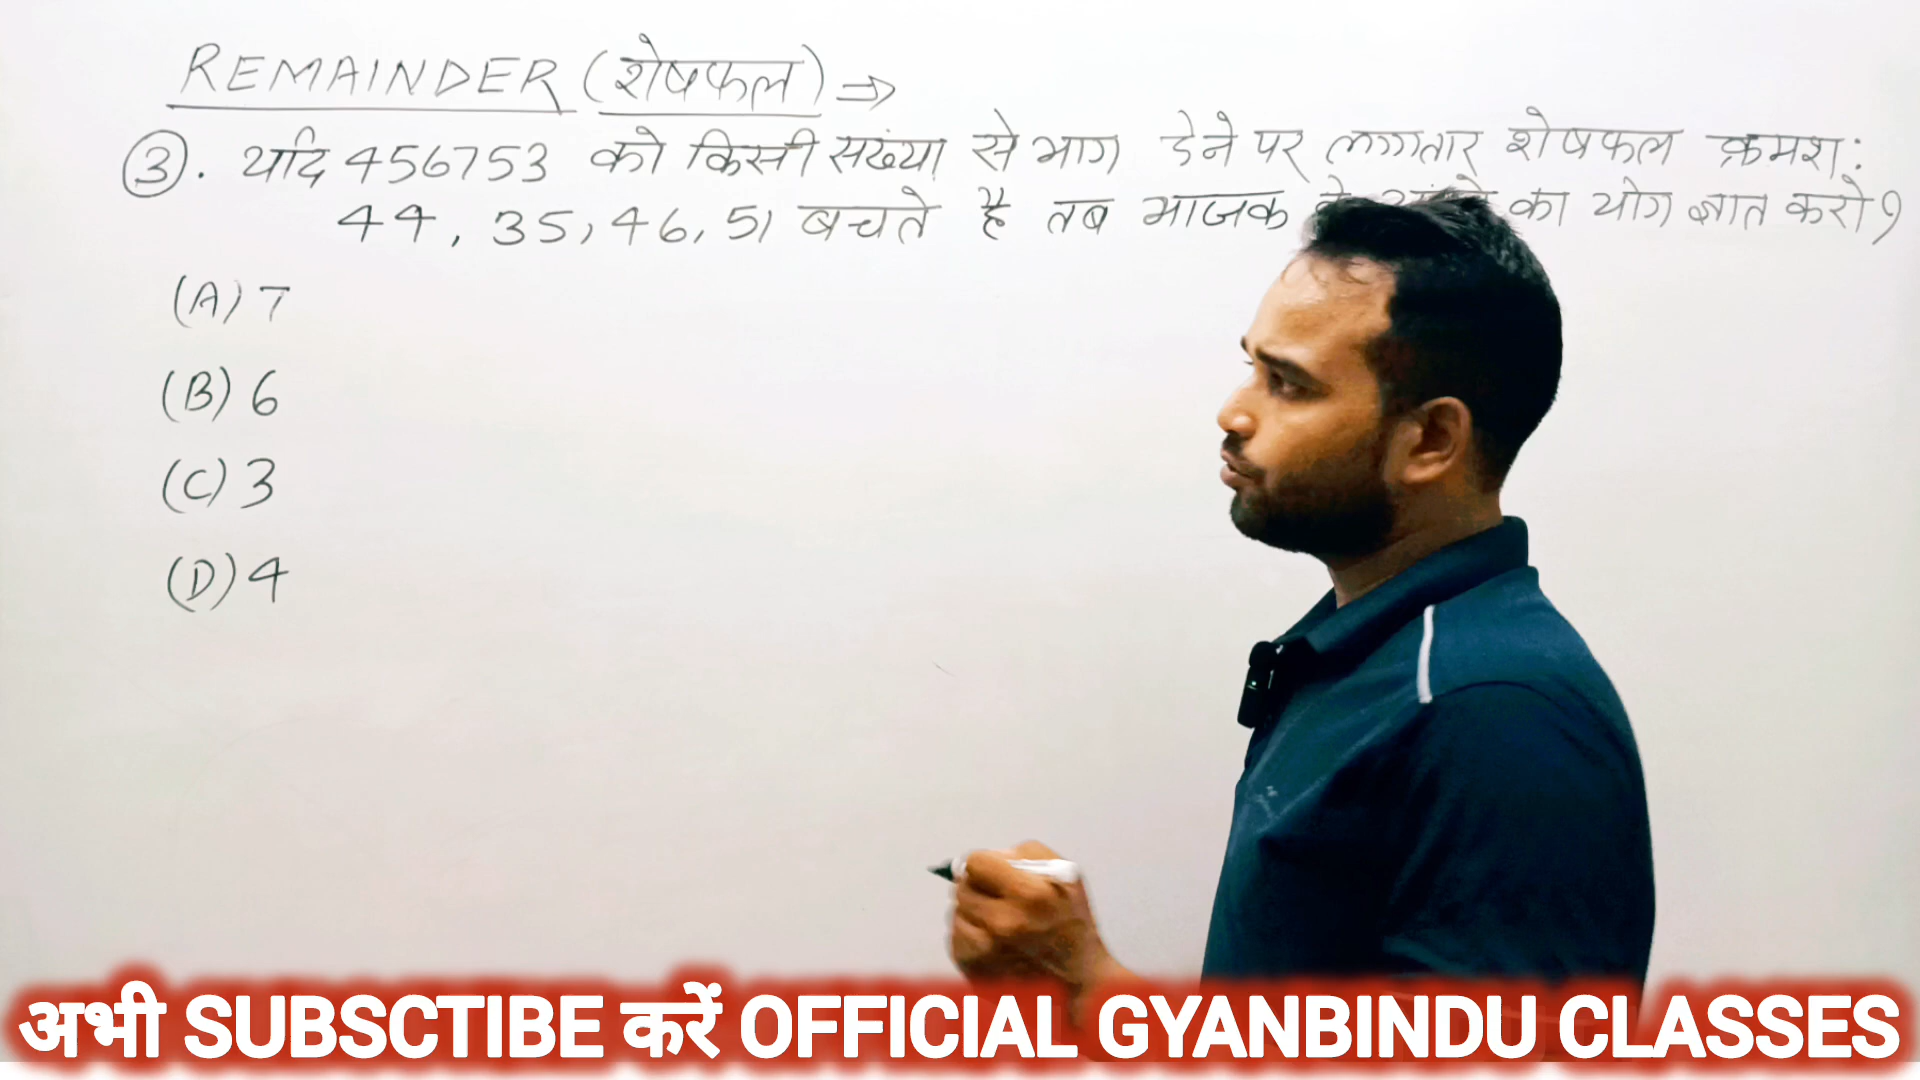 REMAINDER (शेषफल) ⇒
③. यदि 456753 को किसी सख्ंया से भाग देने पर लगातार शेषफल क्रमश:
44, 35, 46, 51 बचते है तब भाजक के का योग ज्ञात करो?
(A) 7
(B) 6
(C) 3
(D) 4
अभी SUBSCTIBE करें OFFICIAL GYANBINDU CLASSES